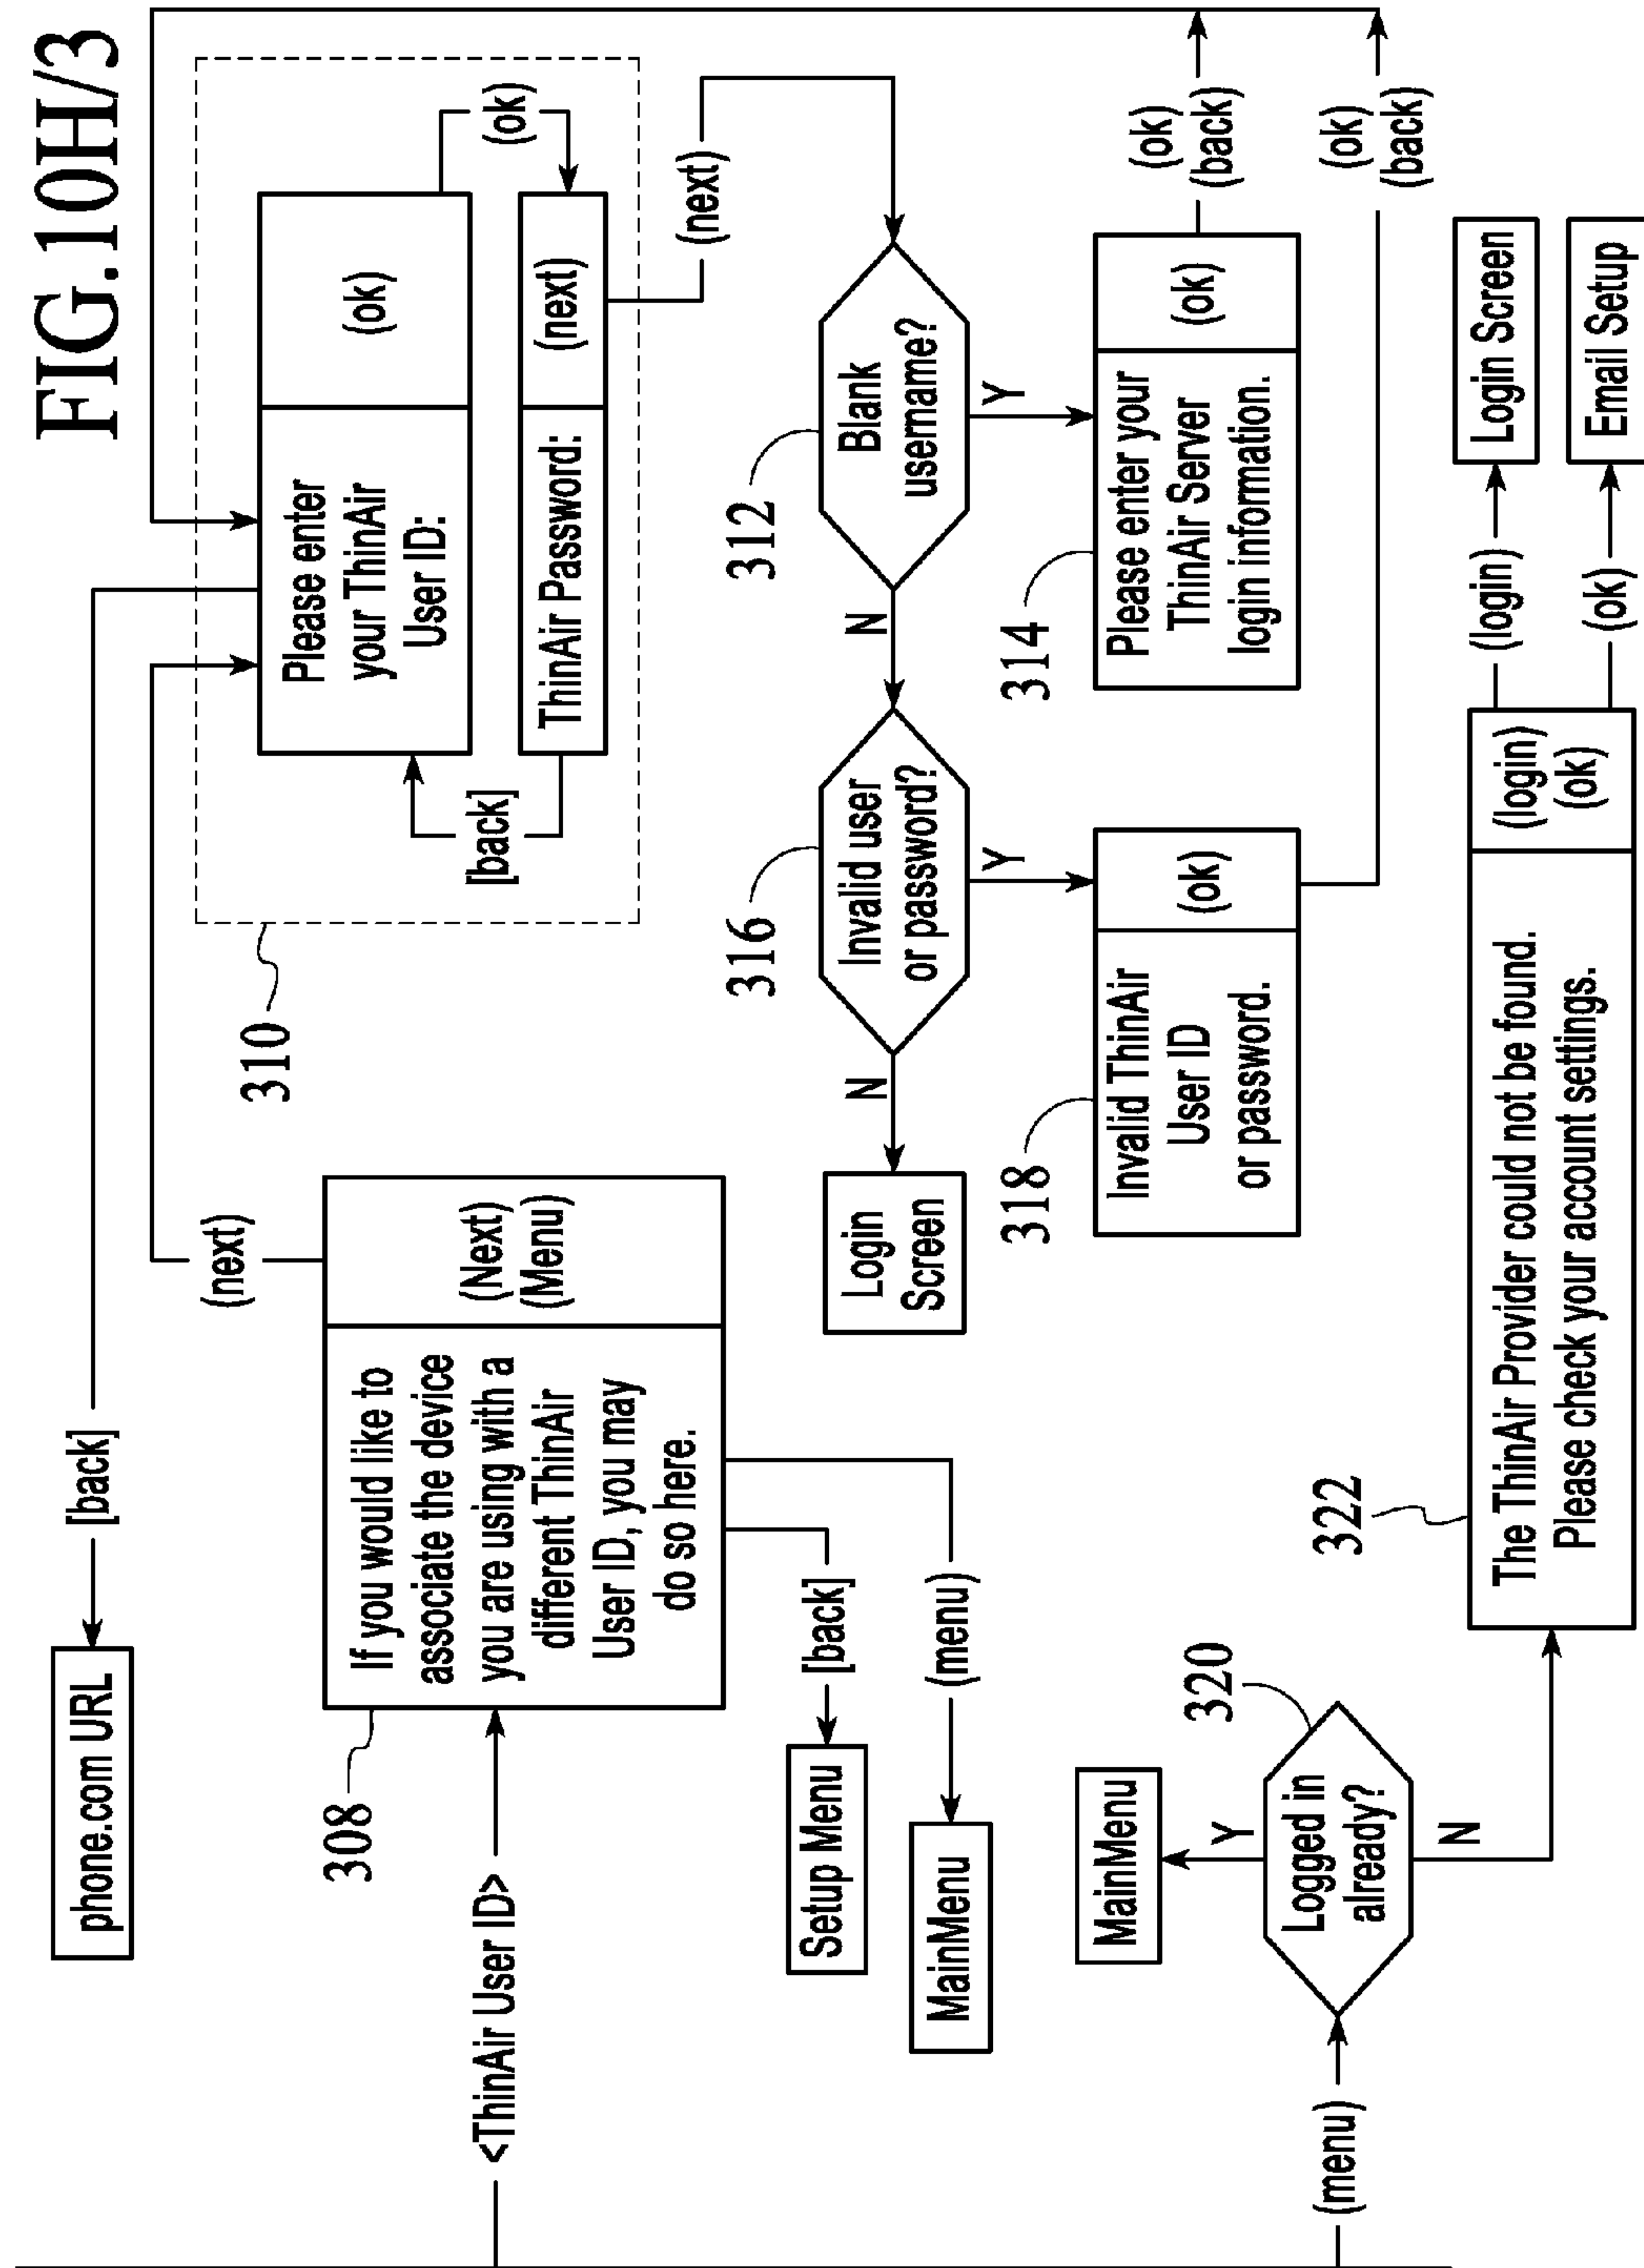 FIG.10H/3
phone.com URL
[back]
(next)
<ThinAir User ID>
308
If you would like to
associate the device
you are using with a
different ThinAir
User ID, you may
do so here.
(Next)
(Menu)
[back]
Setup Menu
(menu)
MainMenu
310
Please enter
your ThinAir
User ID:
(ok)
(ok)
[back]
ThinAir Password:
(next)
(next)
312
Blank
username?
N
Y
314
Please enter your
ThinAir Server
login information.
(ok)
(ok)
(back)
316
Invalid user
or password?
N
Y
Login
Screen
318
Invalid ThinAir
User ID
or password.
(ok)
(ok)
(back)
(menu)
320
Logged in
already?
Y
MainMenu
N
322
The ThinAir Provider could not be found.
Please check your account settings.
(login)
(ok)
(login)
Login Screen
(ok)
Email Setup